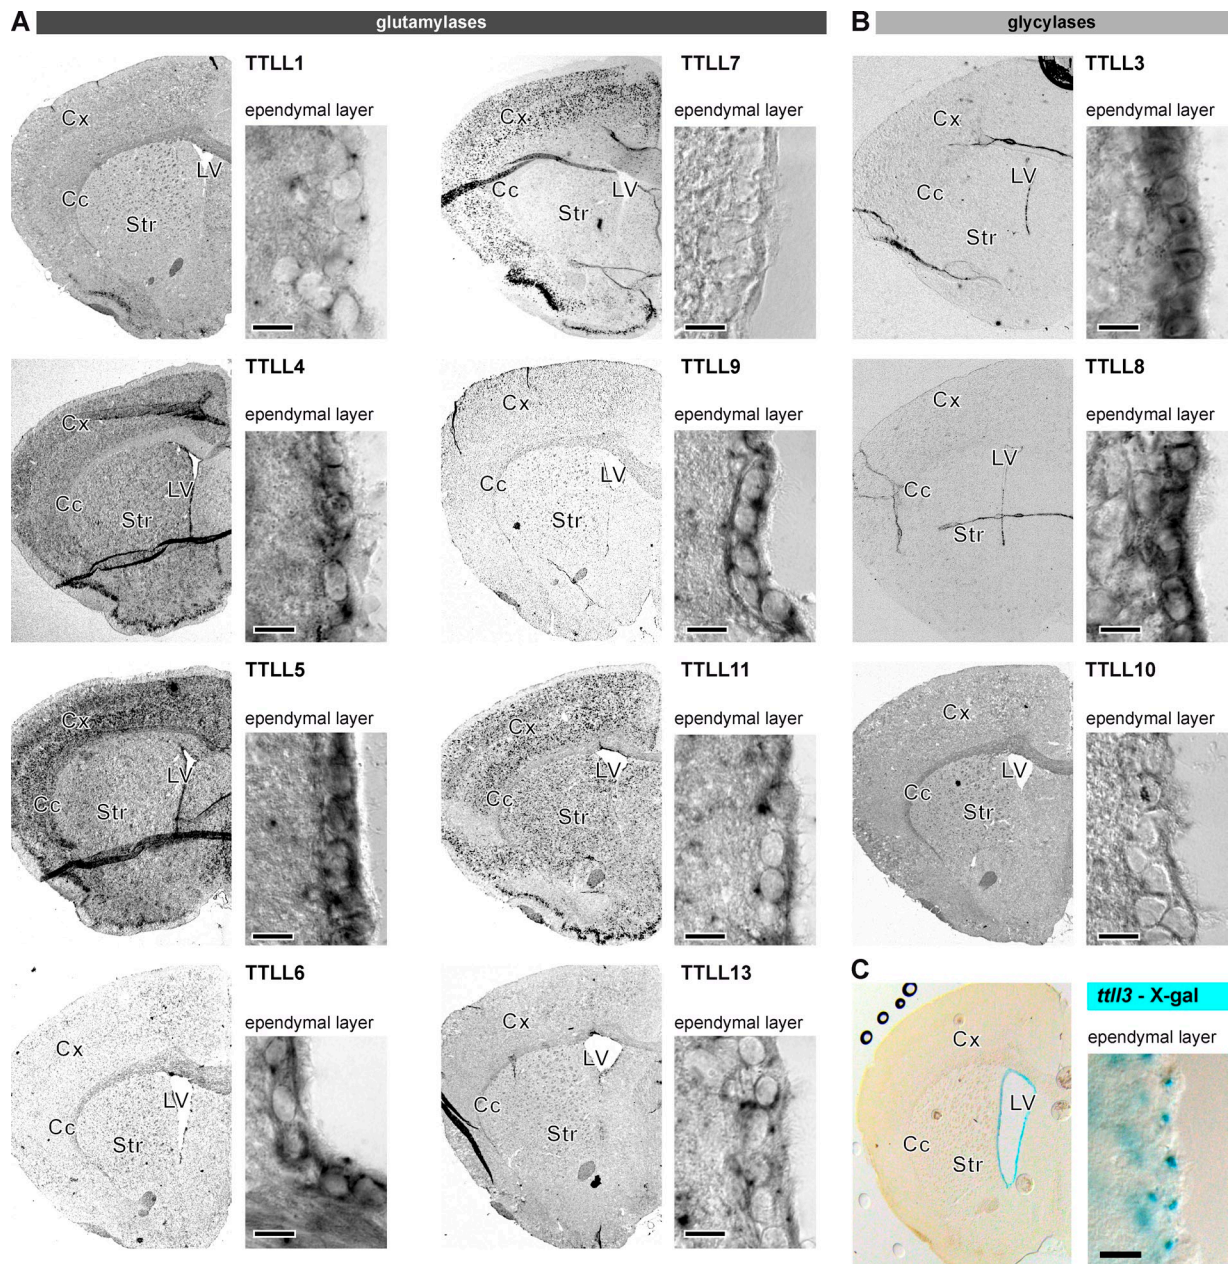 A glutamylases
B glycylases
TTLL1
ependymal layer
Cx
LV
Cc
Str
TTLL7
ependymal layer
Cx
Cc
LV
Str
TTLL3
ependymal layer
Cx
LV
Cc
Str
TTLL4
ependymal layer
Cx
Cc
LV
Str
TTLL9
ependymal layer
Cx
LV
Cc
Str
TTLL8
ependymal layer
Cx
LV
Cc
Str
TTLL5
ependymal layer
Cx
LV
Cc
Str
TTLL11
ependymal layer
Cx
LV
Cc
Str
TTLL10
ependymal layer
Cx
LV
Cc
Str
TTLL6
ependymal layer
Cx
LV
Cc
Str
TTLL13
ependymal layer
Cx
LV
Cc
Str
C
ttll3 - X-gal
ependymal layer
Cx
LV
Cc
Str